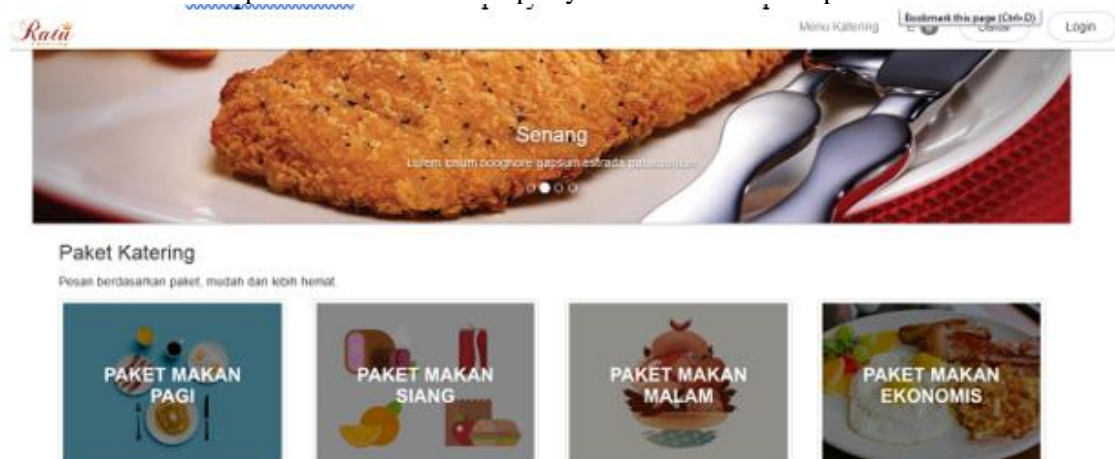 Ratu
Catering
Menu Katering
Bookmark this page (Ctrl+D)
Login
Senang
Paket Katering
Pesan berdasarkan paket, mudah dan lebih hemat.
PAKET MAKAN
PAGI
PAKET MAKAN
SIANG
PAKET MAKAN
MALAM
PAKET MAKAN
EKONOMIS